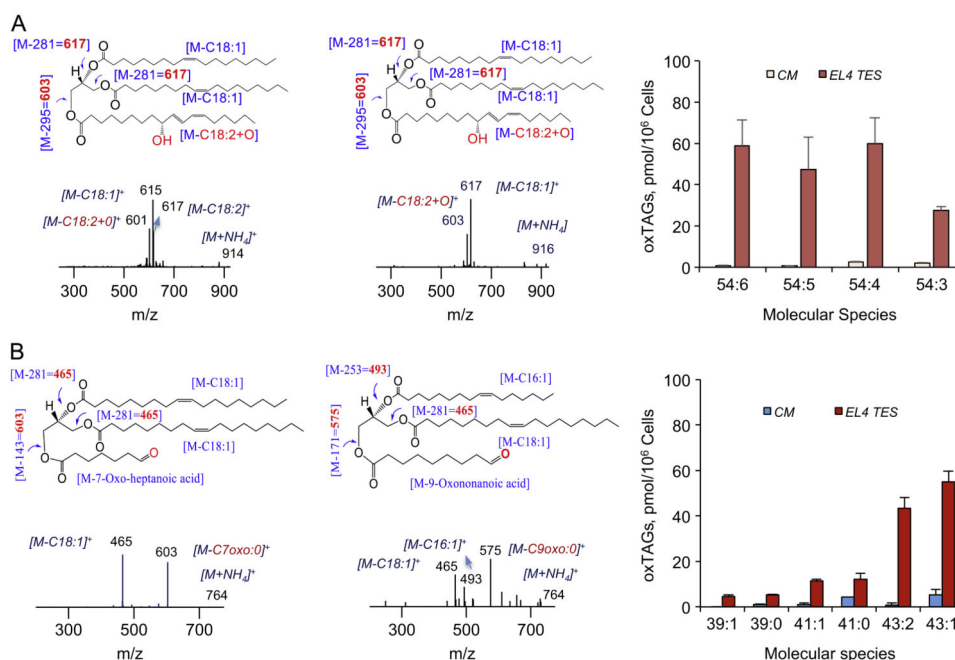 A
[M-281=617]
O
[M-C18:1]
H
O
[M-281=617]
O
[M-C18:1]
O
O
[M-295=603]
O
OH
[M-C18:2+O]
[M-C18:1]+
615
617
[M-C18:2]+
[M-C18:2+0]+
601
[M+NH4]+
914
300 500 700 900
m/z
[M-281=617]
O
[M-C18:1]
H
O
[M-281=617]
O
[M-C18:1]
O
O
[M-295=603]
O
OH
[M-C18:2+O]
617
[M-C18:1]+
[M-C18:2+O]+
603
[M+NH4]
916
300 500 700 900
m/z
CM EL4 TES
oxTAGs, pmol/10⁶ Cells
100
80
60
40
20
0
54:6 54:5 54:4 54:3
Molecular Species
B
[M-281=465]
O
[M-C18:1]
H
O
[M-281=465]
O
[M-C18:1]
O
O
[M-143=603]
O
O
[M-7-Oxo-heptanoic acid]
[M-C18:1]+
465
603
[M-C7oxo:0]+
[M+NH4]+
764
300 500 700
m/z
[M-253=493]
O
[M-C16:1]
H
O
[M-281=465]
O
[M-C18:1]
O
O
[M-171=575]
O
O
[M-9-Oxononanoic acid]
[M-C16:1]+
575
[M-C9oxo:0]+
[M-C18:1]+
465
493
[M+NH4]+
764
300 500 700
m/z
CM EL4 TES
oxTAGs, pmol/10⁶ Cells
100
80
60
40
20
0
39:1 39:0 41:1 41:0 43:2 43:1
Molecular species